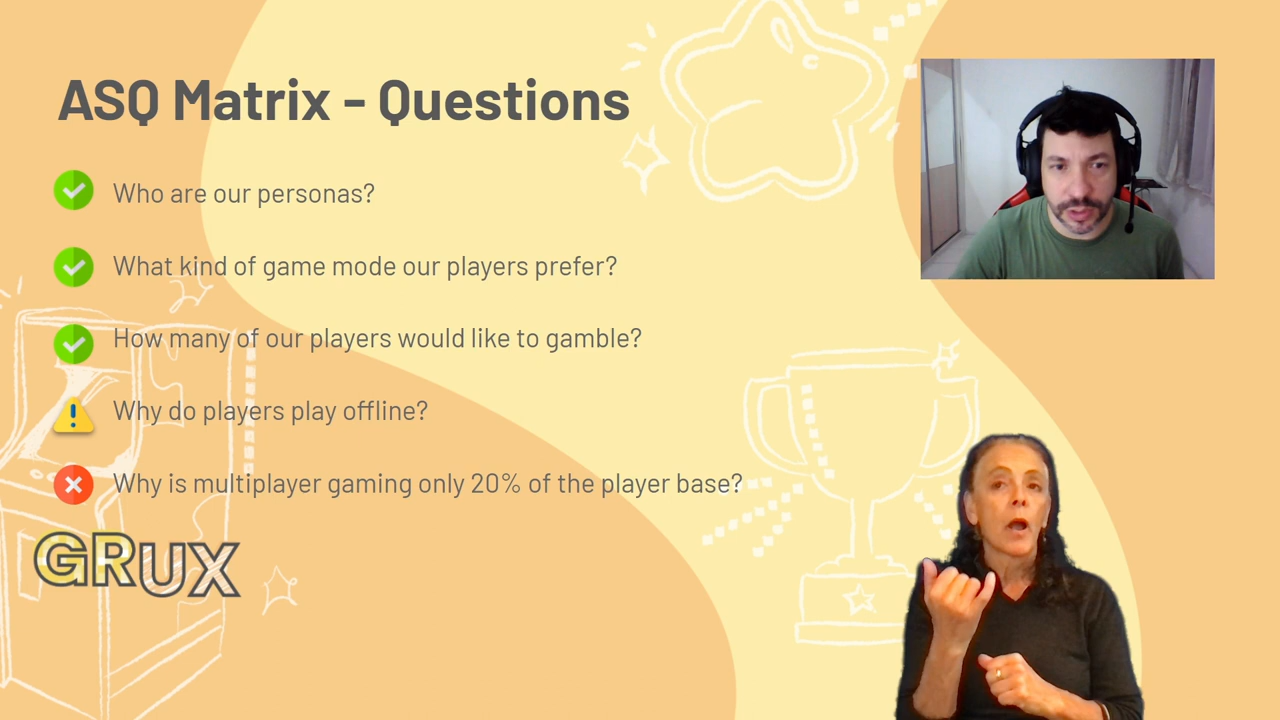 ASQ Matrix - Questions
Who are our personas?
What kind of game mode our players prefer?
How many of our players would like to gamble?
Why do players play offline?
Why is multiplayer gaming only 20% of the player base?
GRUX